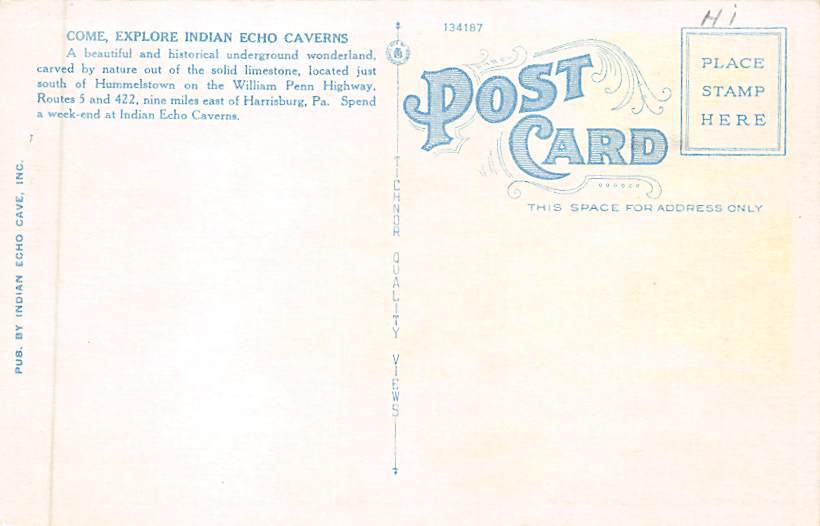 COME, EXPLORE INDIAN ECHO CAVERNS
A beautiful and historical underground wonderland,
carved by nature out of the solid limestone, located just
south of Hummelstown on the William Penn Highway,
Routes 5 and 422, nine miles east of Harrisburg, Pa. Spend
a week-end at Indian Echo Caverns.
PUB. BY INDIAN ECHO CAVE, INC.
TICHNOR QUALITY VIEWS
134187
Hi
POST
CARD
PLACE
STAMP
HERE
THIS SPACE FOR ADDRESS ONLY